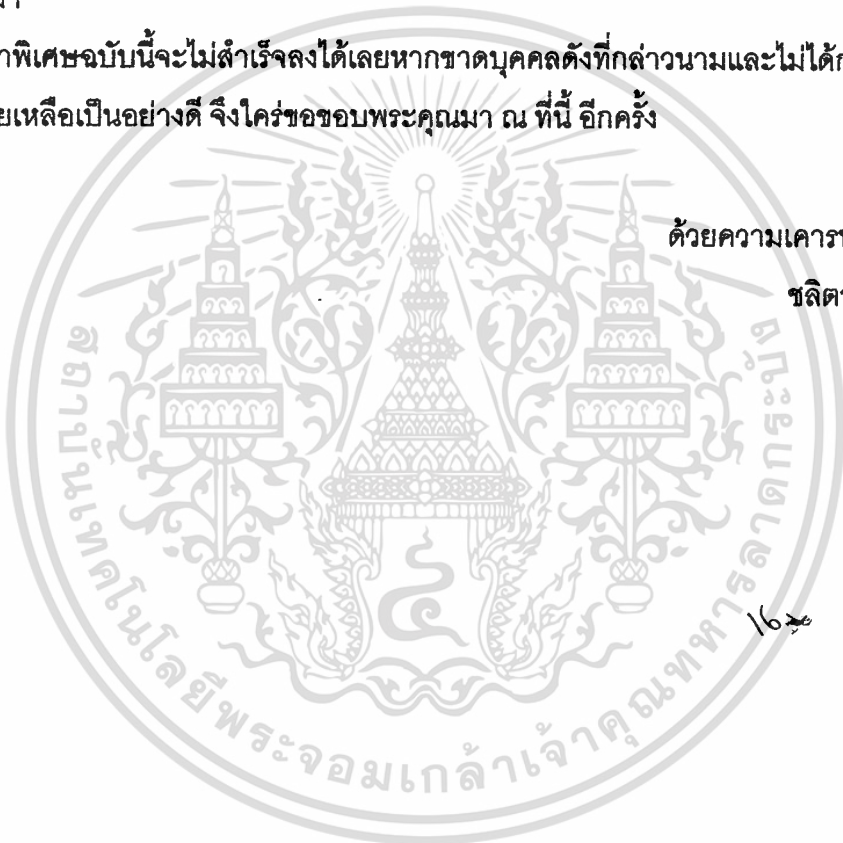 าพิเศษฉบับนี้จะไม่สำเร็จลงได้เลยหากขาดบุคคลดังที่กล่าวนามและไม่ได้ก
ยเหลือเป็นอย่างดี จึงใคร่ขอขอบพระคุณมา ณ ที่นี้ อีกครั้ง
ด้วยความเคารพ
ชลิตา
สถาบันเทคโนโลยีพระจอมเกล้าเจ้าคุณทหารลาดกระบัง
16